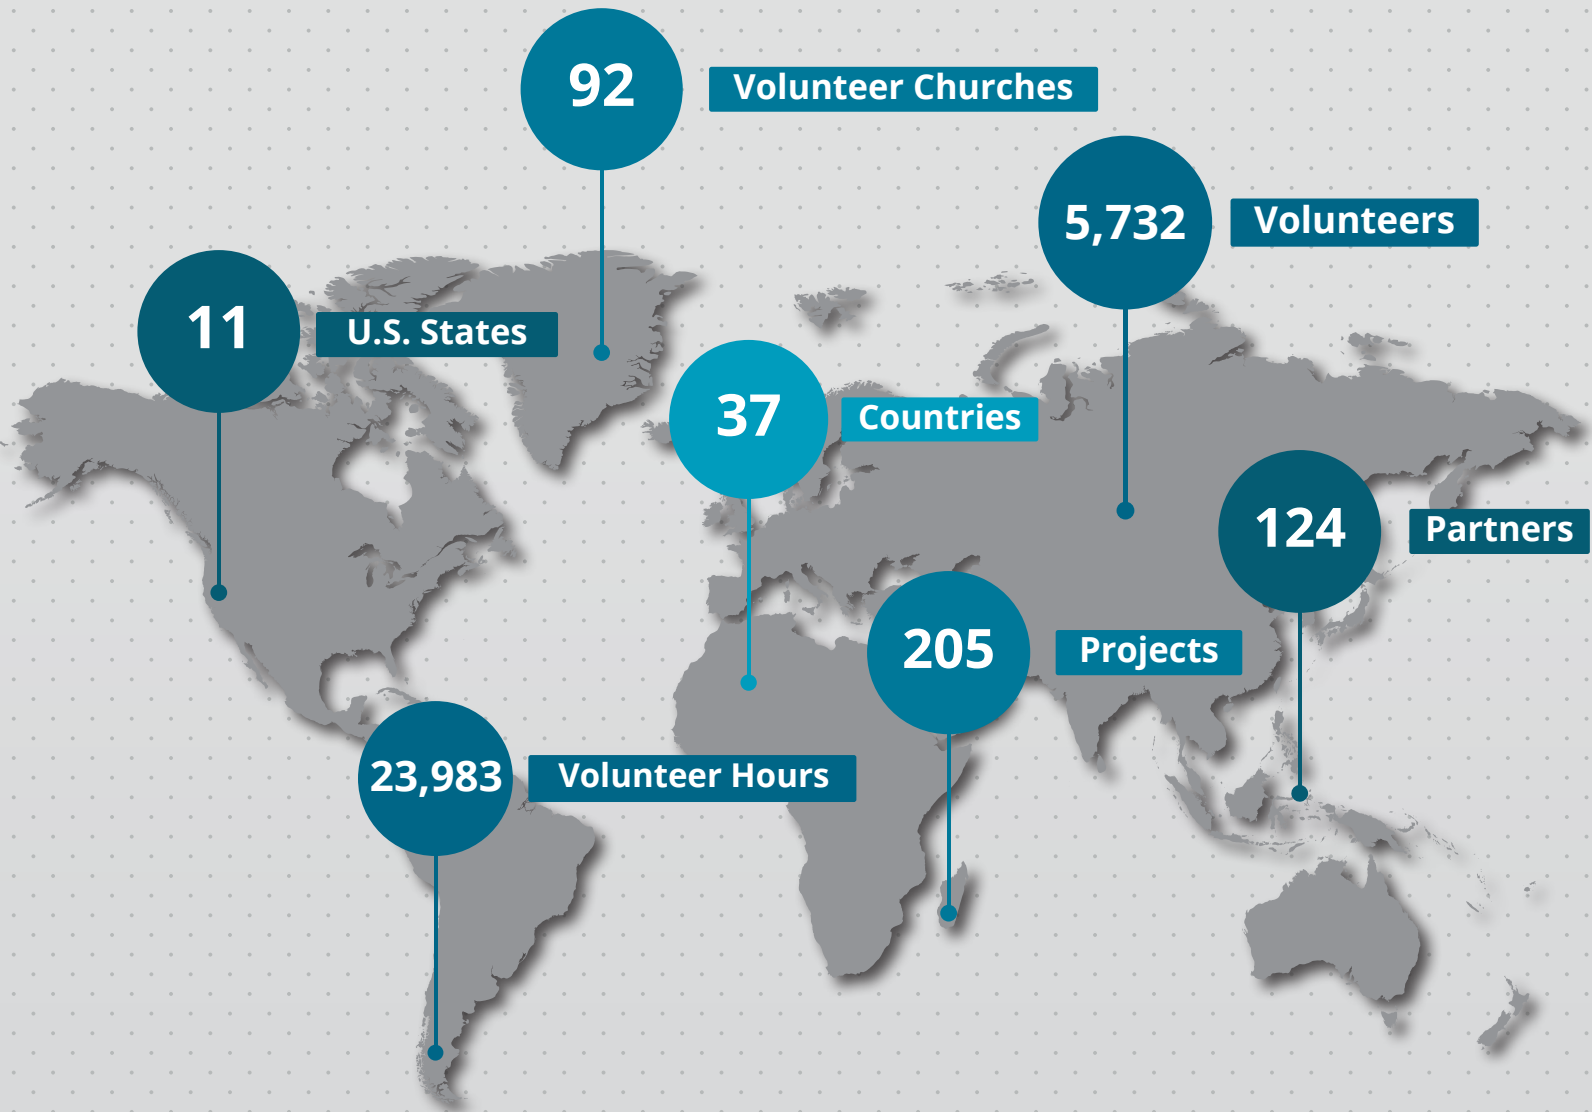 92
Volunteer Churches
5,732
Volunteers
11
U.S. States
37
Countries
124
Partners
205
Projects
23,983
Volunteer Hours